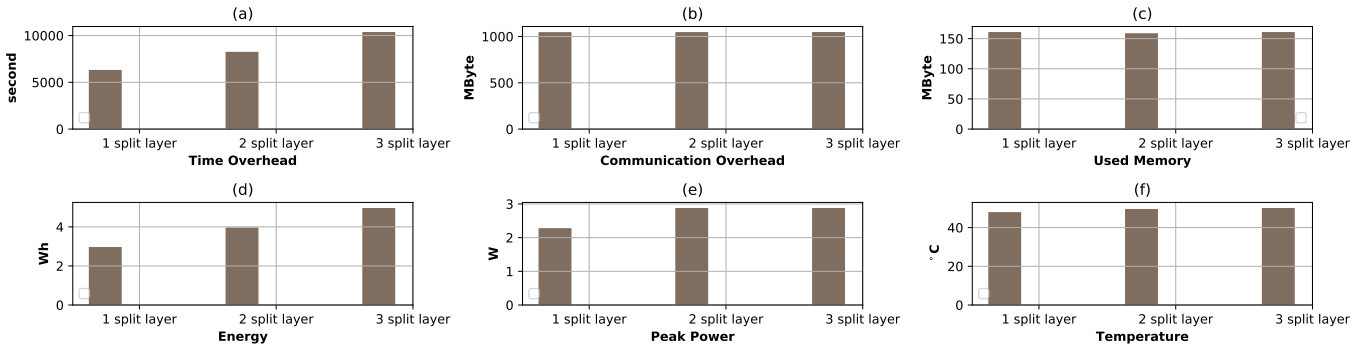 (a)
10000
5000
0
second
1 split layer
2 split layer
3 split layer
Time Overhead
(b)
1000
500
0
MByte
1 split layer
2 split layer
3 split layer
Communication Overhead
(c)
150
100
50
0
MByte
1 split layer
2 split layer
3 split layer
Used Memory
(d)
4
2
0
Wh
1 split layer
2 split layer
3 split layer
Energy
(e)
3
2
1
0
W
1 split layer
2 split layer
3 split layer
Peak Power
(f)
40
20
0
°C
1 split layer
2 split layer
3 split layer
Temperature